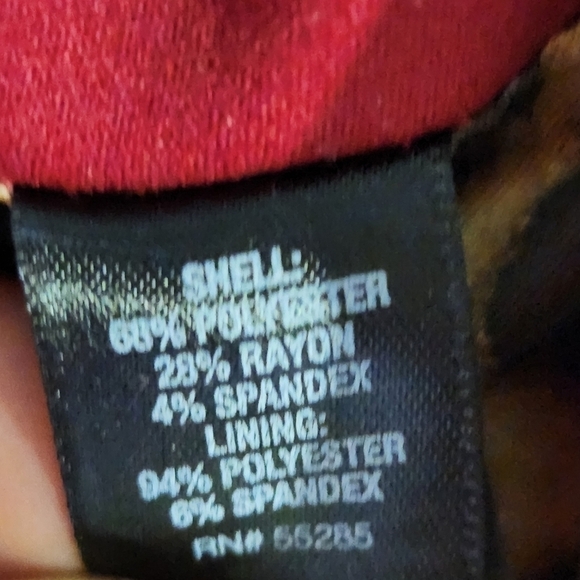 SHELL:
68% POLYESTER
28% RAYON
4% SPANDEX
LINING:
94% POLYESTER
6% SPANDEX
RN# 55285